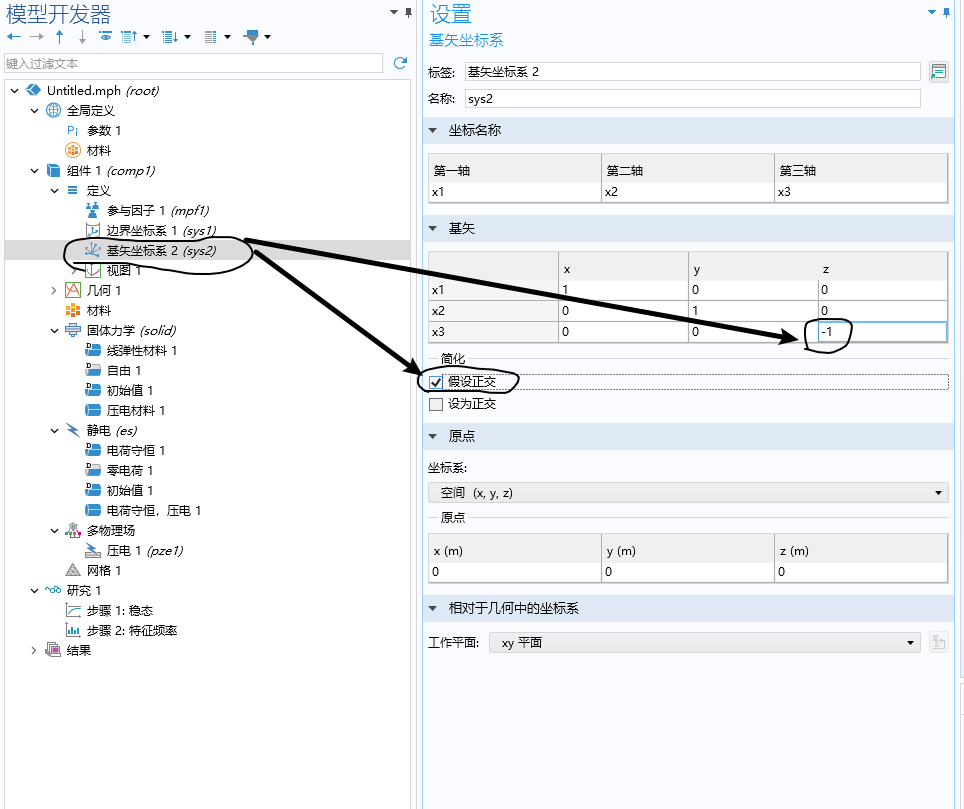 模型开发器
键入过滤文本
Untitled.mph (root)
全局定义
Pi 参数 1
材料
组件 1 (comp1)
定义
参与因子 1 (mpf1)
边界坐标系 1 (sys1)
基矢坐标系 2 (sys2)
视图 1
几何 1
材料
固体力学 (solid)
线弹性材料 1
自由 1
初始值 1
压电材料 1
静电 (es)
电荷守恒 1
零电荷 1
初始值 1
电荷守恒，压电 1
多物理场
压电 1 (pze1)
网格 1
研究 1
步骤 1: 稳态
步骤 2: 特征频率
结果
设置
基矢坐标系
标签: 基矢坐标系 2
名称: sys2
坐标名称
第一轴 第二轴 第三轴
x1 x2 x3
基矢
x y z
x1 1 0 0
x2 0 1 0
x3 0 0 -1
简化
假设正交
设为正交
原点
坐标系:
空间 (x, y, z)
原点
x (m) y (m) z (m)
0 0 0
相对于几何中的坐标系
工作平面: xy 平面